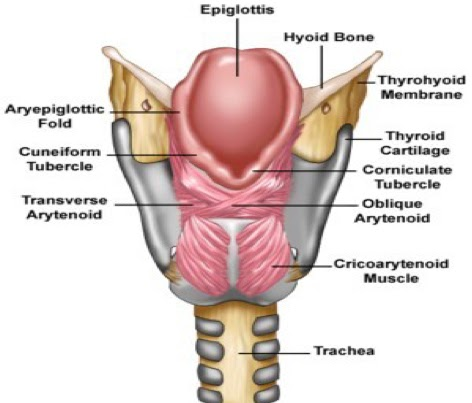 Epiglottis
Hyoid Bone
Thyrohyoid
Membrane
Aryepiglottic
Fold
Thyroid
Cartilage
Cuneiform
Tubercle
Corniculate
Tubercle
Transverse
Arytenoid
Oblique
Arytenoid
Cricoarytenoid
Muscle
Trachea